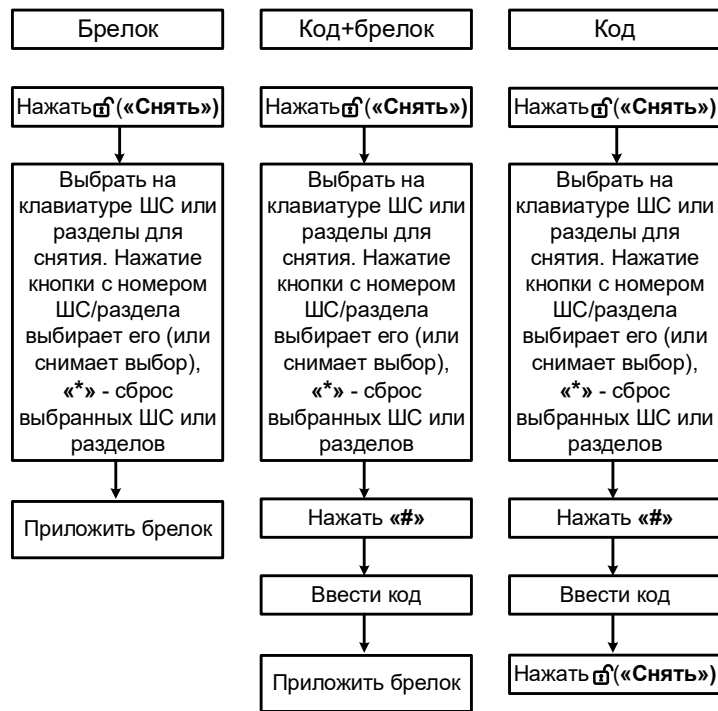 Брелок
Нажать («Снять»)
Выбрать на
клавиатуре ШС или
разделы для
снятия. Нажатие
кнопки с номером
ШС/раздела
выбирает его (или
снимает выбор),
«*» - сброс
выбранных ШС или
разделов
Приложить брелок
Код+брелок
Нажать («Снять»)
Выбрать на
клавиатуре ШС или
разделы для
снятия. Нажатие
кнопки с номером
ШС/раздела
выбирает его (или
снимает выбор),
«*» - сброс
выбранных ШС или
разделов
Нажать «#»
Ввести код
Приложить брелок
Код
Нажать («Снять»)
Выбрать на
клавиатуре ШС или
разделы для
снятия. Нажатие
кнопки с номером
ШС/раздела
выбирает его (или
снимает выбор),
«*» - сброс
выбранных ШС или
разделов
Нажать «#»
Ввести код
Нажать («Снять»)